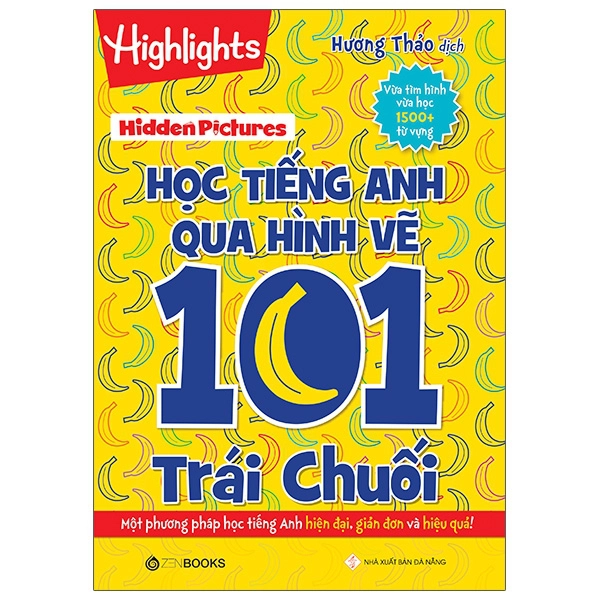 Highlights
Hương Thảo dịch
Vừa tìm hình
vừa học
1500+
từ vựng
Hidden Pictures
HỌC TIẾNG ANH
QUA HÌNH VẼ
101
Trái Chuối
Một phương pháp học tiếng Anh hiện đại, giản đơn và hiệu quả!
ZENBOOKS
NHÀ XUẤT BẢN ĐÀ NẴNG